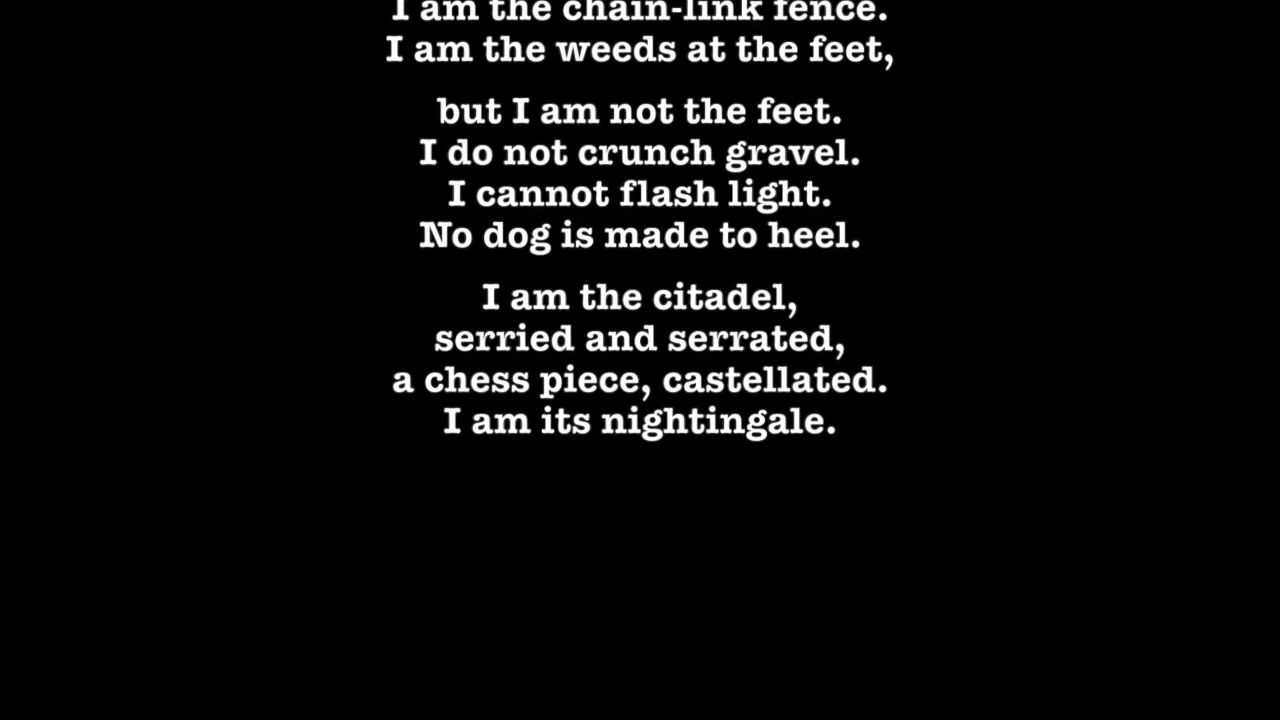 I am the chain-link fence.
I am the weeds at the feet,
but I am not the feet.
I do not crunch gravel.
I cannot flash light.
No dog is made to heel.
I am the citadel,
serried and serrated,
a chess piece, castellated.
I am its nightingale.